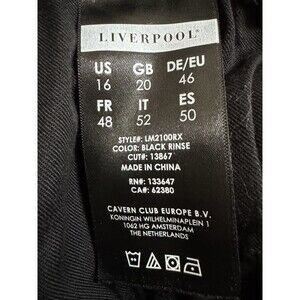 LIVERPOOL
US GB DE/EU
16 20 46
FR IT ES
48 52 50
STYLE#: LM2100RX
COLOR: BLACK RINSE
CUT#: 13867
MADE IN CHINA
RN#: 133647
CA#: 62380
CAVERN CLUB EUROPE B.V.
KONINGIN WILHELMINAPLEIN 1
1062 HG AMSTERDAM
THE NETHERLANDS